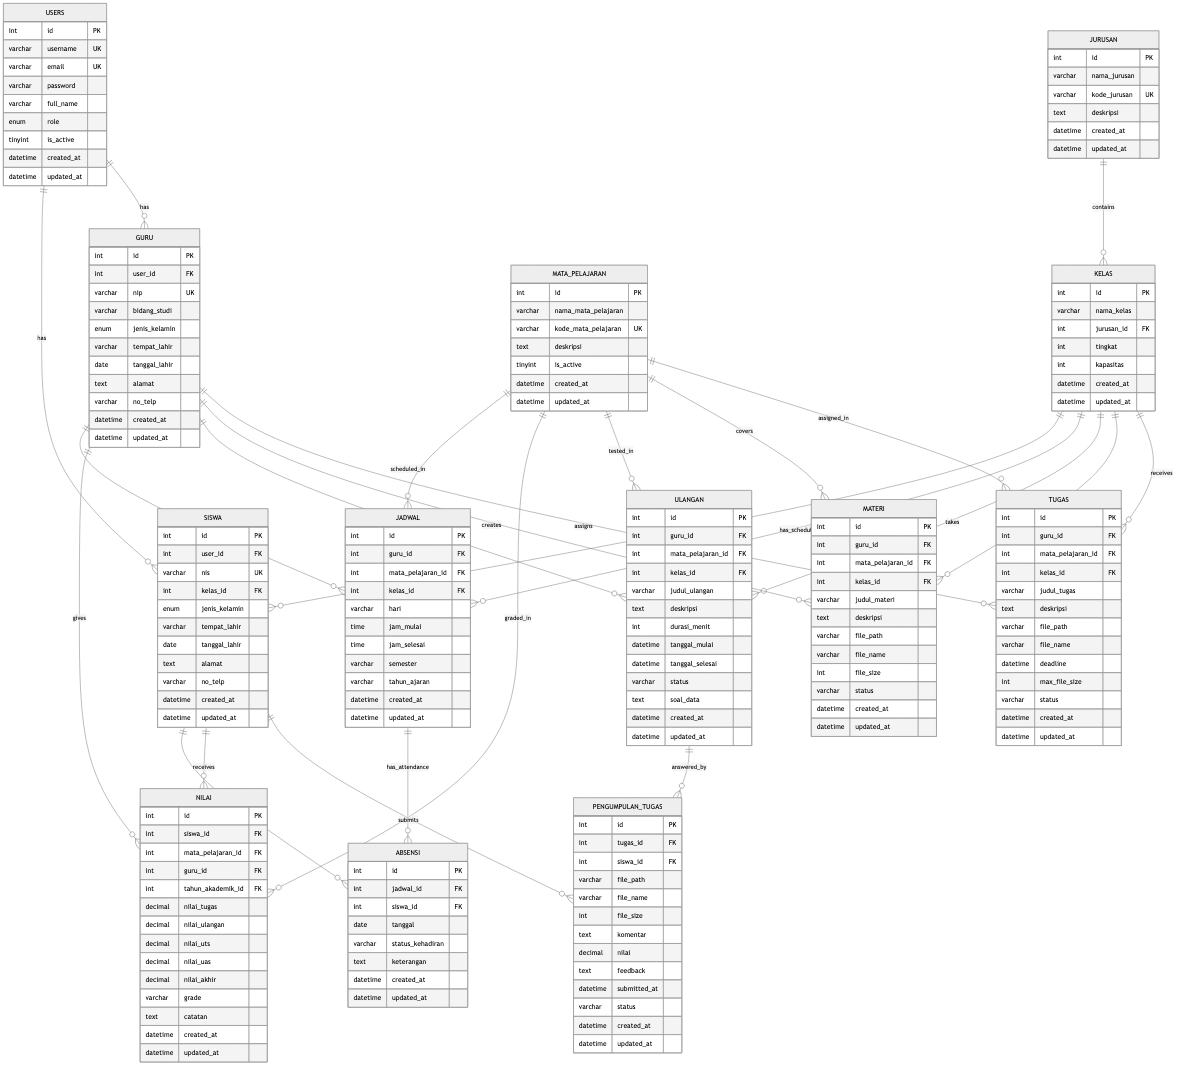 USERS
int id PK
varchar username UK
varchar email UK
varchar password
varchar full_name
enum role
tinyint is_active
datetime created_at
datetime updated_at
JURUSAN
int id PK
varchar nama_jurusan
varchar kode_jurusan UK
text deskripsi
datetime created_at
datetime updated_at
has
contains
GURU
int id PK
int user_id FK
varchar nip UK
varchar bidang_studi
enum jenis_kelamin
varchar tempat_lahir
date tanggal_lahir
text alamat
varchar no_telp
datetime created_at
datetime updated_at
MATA_PELAJARAN
int id PK
varchar nama_mata_pelajaran
varchar kode_mata_pelajaran UK
text deskripsi
tinyint is_active
datetime created_at
datetime updated_at
KELAS
int id PK
varchar nama_kelas
int jurusan_id FK
int tingkat
int kapasitas
datetime created_at
datetime updated_at
has
assigned_in
covers
tested_in
scheduled_in
receives
creates
assigns
has_schedul
takes
SISWA
int id PK
int user_id FK
varchar nis UK
int kelas_id FK
enum jenis_kelamin
varchar tempat_lahir
date tanggal_lahir
text alamat
varchar no_telp
datetime created_at
datetime updated_at
JADWAL
int id PK
int guru_id FK
int mata_pelajaran_id FK
int kelas_id FK
varchar hari
time jam_mulai
time jam_selesai
varchar semester
varchar tahun_ajaran
datetime created_at
datetime updated_at
ULANGAN
int id PK
int guru_id FK
int mata_pelajaran_id FK
int kelas_id FK
varchar judul_ulangan
text deskripsi
int durasi_menit
datetime tanggal_mulai
datetime tanggal_selesai
varchar status
text soal_data
datetime created_at
datetime updated_at
MATERI
int id PK
int guru_id FK
int mata_pelajaran_id FK
int kelas_id FK
varchar judul_materi
text deskripsi
varchar file_path
varchar file_name
int file_size
varchar status
datetime created_at
datetime updated_at
TUGAS
int id PK
int guru_id FK
int mata_pelajaran_id FK
int kelas_id FK
varchar judul_tugas
text deskripsi
varchar file_path
varchar file_name
datetime deadline
int max_file_size
varchar status
datetime created_at
datetime updated_at
gives
graded_in
receives
has_attendance
answered_by
submits
NILAI
int id PK
int siswa_id FK
int mata_pelajaran_id FK
int guru_id FK
int tahun_akademik_id FK
decimal nilai_tugas
decimal nilai_ulangan
decimal nilai_uts
decimal nilai_uas
decimal nilai_akhir
varchar grade
text catatan
datetime created_at
datetime updated_at
ABSENSI
int id PK
int jadwal_id FK
int siswa_id FK
date tanggal
varchar status_kehadiran
text keterangan
datetime created_at
datetime updated_at
PENGUMPULAN_TUGAS
int id PK
int tugas_id FK
int siswa_id FK
varchar file_path
varchar file_name
int file_size
text komentar
decimal nilai
text feedback
datetime submitted_at
varchar status
datetime created_at
datetime updated_at